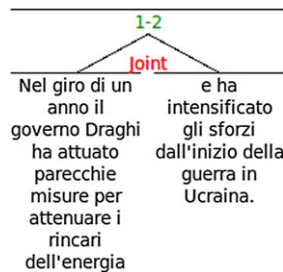 1-2
Joint
Nel giro di un
anno il
governo Draghi
ha attuato
parecchie
misure per
attenuare i
rincari
dell'energia
e ha
intensificato
gli sforzi
dall'inizio della
guerra in
Ucraina.